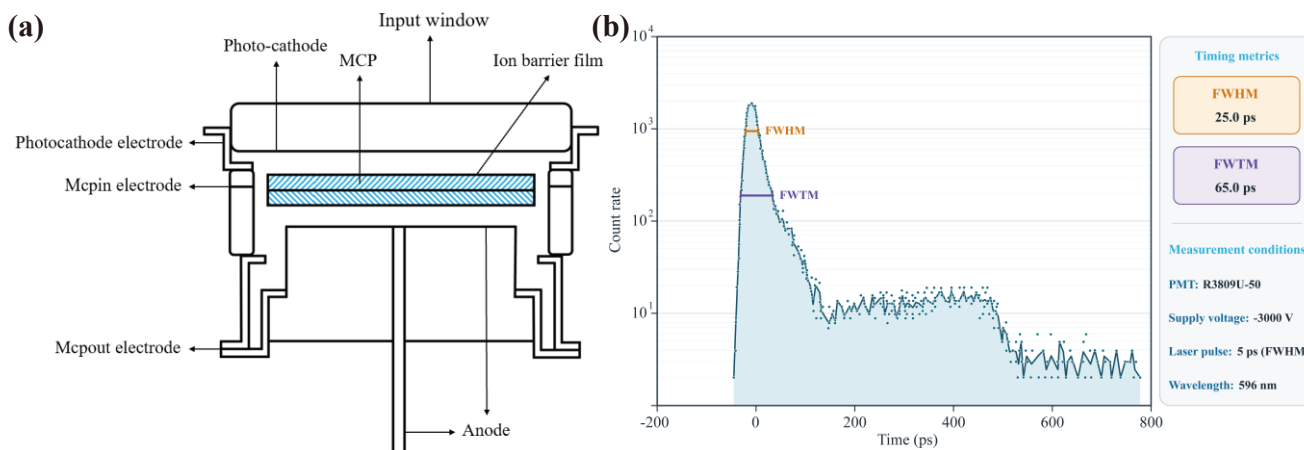 (a)
Input window
Photo-cathode
MCP
Ion barrier film
Photocathode electrode
Mcpin electrode
Mcpout electrode
Anode
(b)
10^4
10^3
10^2
10^1
Count rate
FWHM
FWTM
-200
0
200
400
600
800
Time (ps)
Timing metrics
FWHM
25.0 ps
FWTM
65.0 ps
Measurement conditions
PMT: R3809U-50
Supply voltage: -3000 V
Laser pulse: 5 ps (FWHM
Wavelength: 596 nm